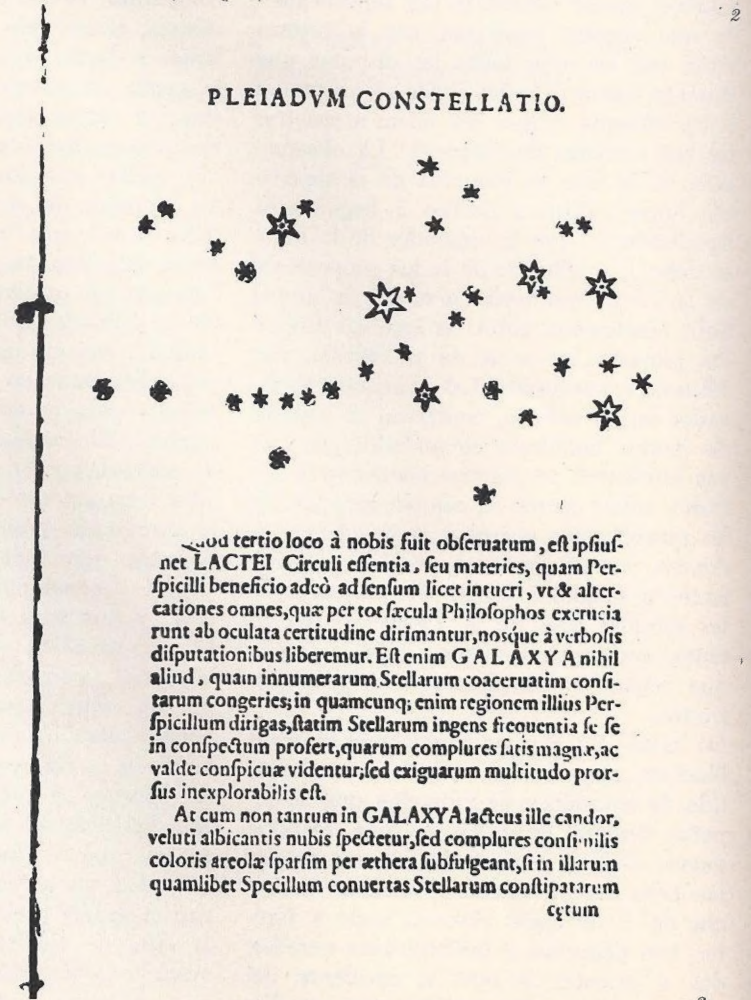 2
PLEIADVM CONSTELLATIO.
Quod tertio loco à nobis fuit obſeruatum, eſt ipſiuſ-
met LACTEI Circuli eſſentia, ſeu materies, quam Per-
ſpicilli beneficio adeò ad ſenſum licet intueri, vt & alter-
cationes omnes, quæ per tot ſæcula Philoſophos excrucia
runt ab oculata certitudine dirimantur, nosque à verboſis
diſputationibus liberemur. Eſt enim GALAXYA nihil
aliud, quam innumerarum Stellarum coaceruatim conſi-
tarum congeries; in quamcunq; enim regionem illius Per-
ſpicillum dirigas, ſtatim Stellarum ingens frequentia ſe ſe
in conſpectum profert, quarum complures ſatis magnæ, ac
valde conſpicuæ videntur; ſed exiguarum multitudo pror-
ſus inexplorabilis eſt.
At cum non tantum in GALAXYA lacteus ille candor,
veluti albicantis nubis ſpectetur, ſed complures conſimilis
coloris areolæ ſparſim per æthera ſubfulgeant, ſi in illarum
quamlibet Specillum conuertas Stellarum conſtipatarum
cętum